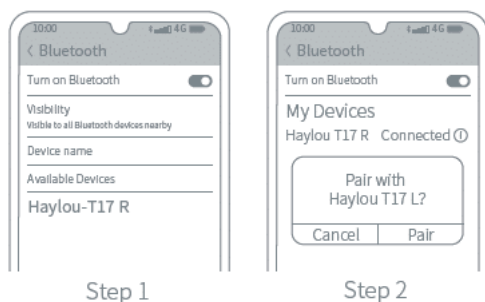 10:00 4G
< Bluetooth
Turn on Bluetooth
Visibility
Visible to all Bluetooth devices nearby
Device name
Available Devices
Haylou-T17 R
Step 1
10:00 4G
< Bluetooth
Turn on Bluetooth
My Devices
Haylou T17 R Connected ⓘ
Pair with
Haylou T17 L?
Cancel Pair
Step 2